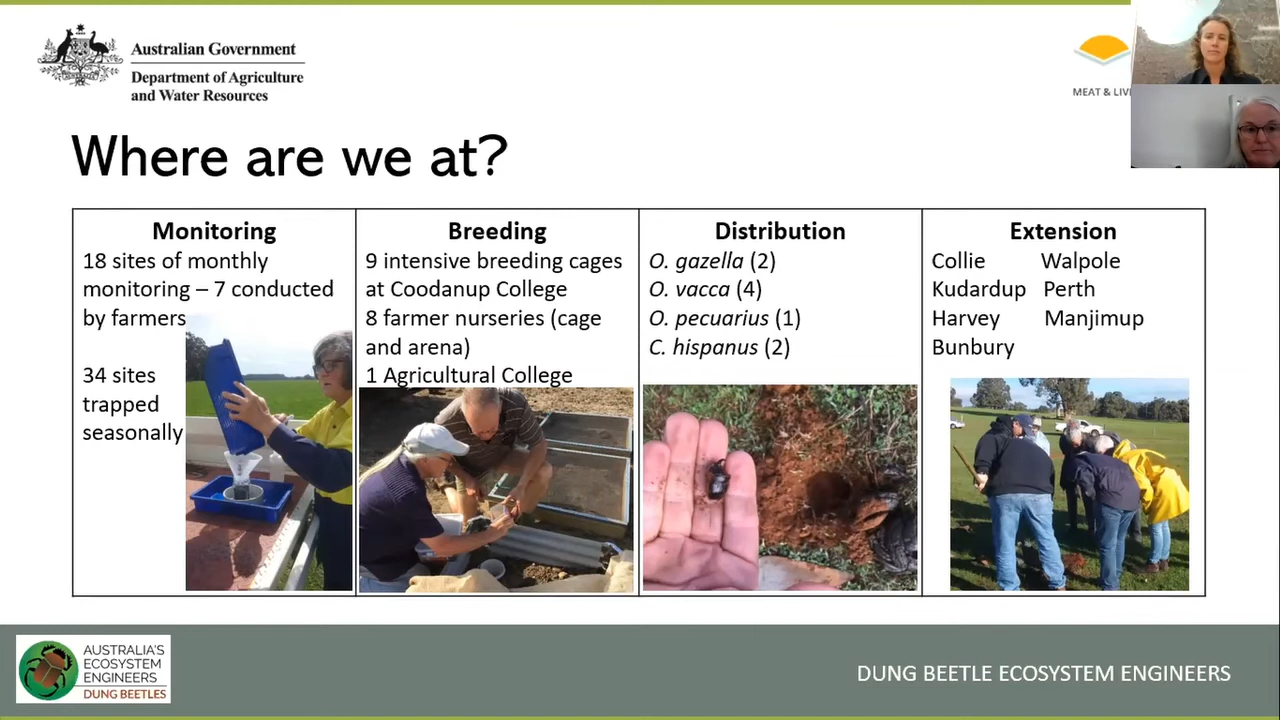 Australian Government
Department of Agriculture
and Water Resources
MEAT & LIV
Where are we at?
Monitoring
18 sites of monthly
monitoring – 7 conducted
by farmers
34 sites
trapped
seasonally
Breeding
9 intensive breeding cages
at Coodanup College
8 farmer nurseries (cage
and arena)
1 Agricultural College
Distribution
O. gazella (2)
O. vacca (4)
O. pecuarius (1)
C. hispanus (2)
Extension
Collie Walpole
Kudardup Perth
Harvey Manjimup
Bunbury
AUSTRALIA'S
ECOSYSTEM
ENGINEERS
DUNG BEETLES
DUNG BEETLE ECOSYSTEM ENGINEERS